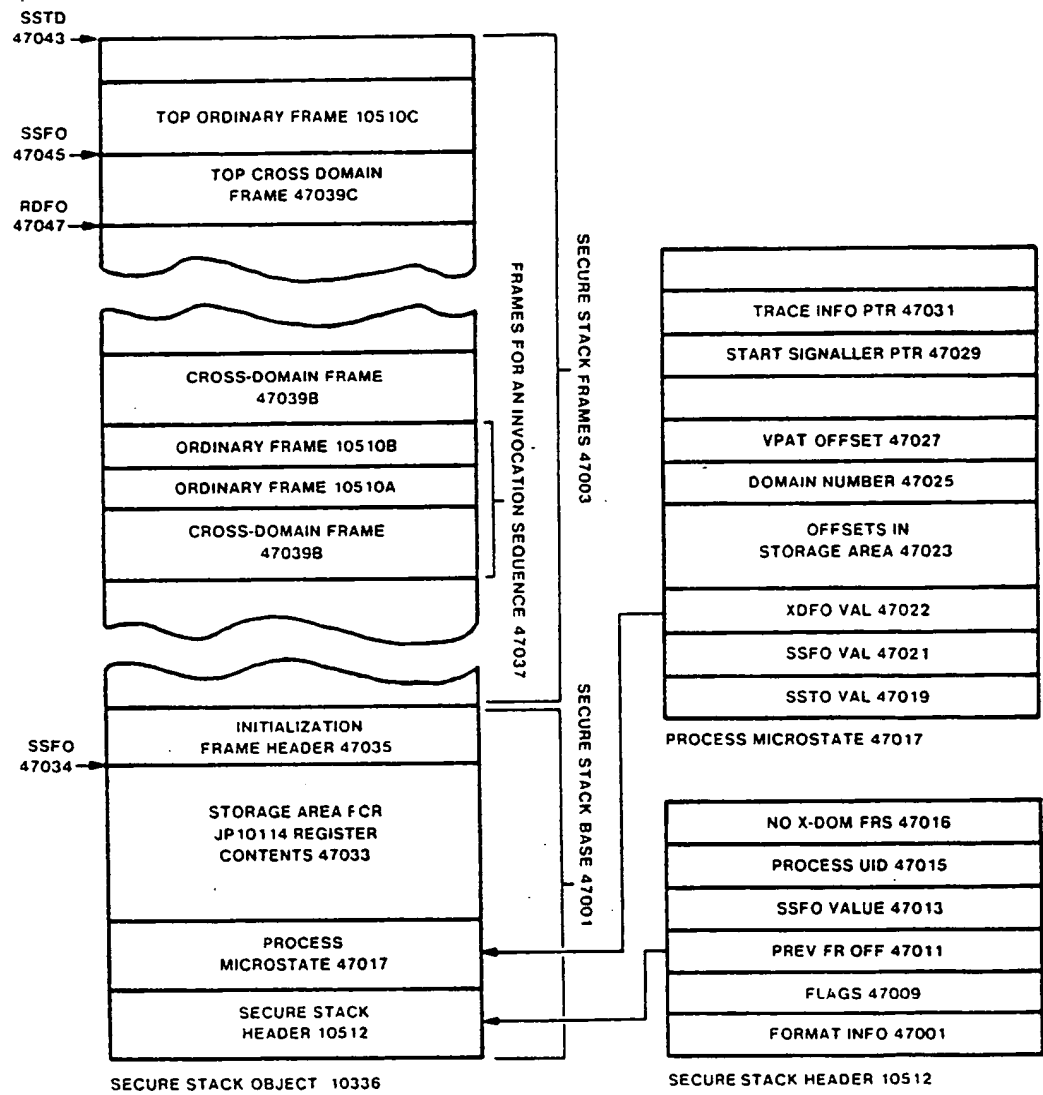 SSTD
47043
TOP ORDINARY FRAME 10510C
SSFO
47045
TOP CROSS DOMAIN
FRAME 47039C
RDFO
47047
CROSS-DOMAIN FRAME
47039B
ORDINARY FRAME 10510B
ORDINARY FRAME 10510A
CROSS-DOMAIN FRAME
47039B
FRAMES FOR AN INVOCATION SEQUENCE 47037
SECURE STACK FRAMES 47003
INITIALIZATION
FRAME HEADER 47035
SSFO
47034
STORAGE AREA FCR
JP10114 REGISTER
CONTENTS 47033
PROCESS
MICROSTATE 47017
SECURE STACK
HEADER 10512
SECURE STACK BASE 47001
SECURE STACK OBJECT 10336
TRACE INFO PTR 47031
START SIGNALLER PTR 47029
VPAT OFFSET 47027
DOMAIN NUMBER 47025
OFFSETS IN
STORAGE AREA 47023
XDFO VAL 47022
SSFO VAL 47021
SSTO VAL 47019
PROCESS MICROSTATE 47017
NO X-DOM FRS 47016
PROCESS UID 47015
SSFO VALUE 47013
PREV FR OFF 47011
FLAGS 47009
FORMAT INFO 47001
SECURE STACK HEADER 10512